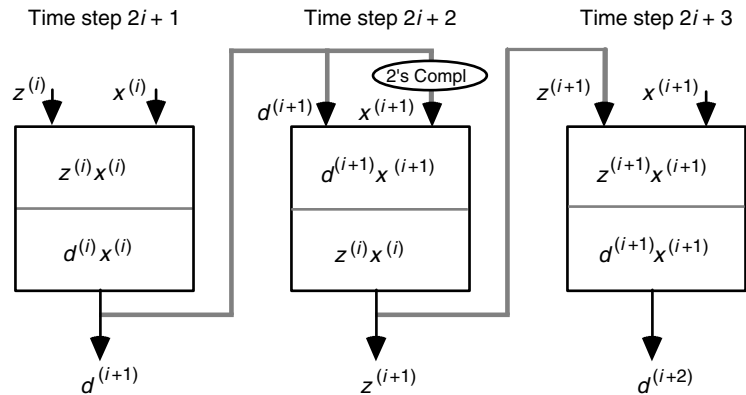 Time step 2i + 1
Time step 2i + 2
Time step 2i + 3
2's Compl
z^(i) x^(i)
d^(i+1) x^(i+1)
z^(i+1) x^(i+1)
z^(i)x^(i)
d^(i+1)x^(i+1)
z^(i+1)x^(i+1)
d^(i)x^(i)
z^(i)x^(i)
d^(i+1)x^(i+1)
d^(i+1)
z^(i+1)
d^(i+2)